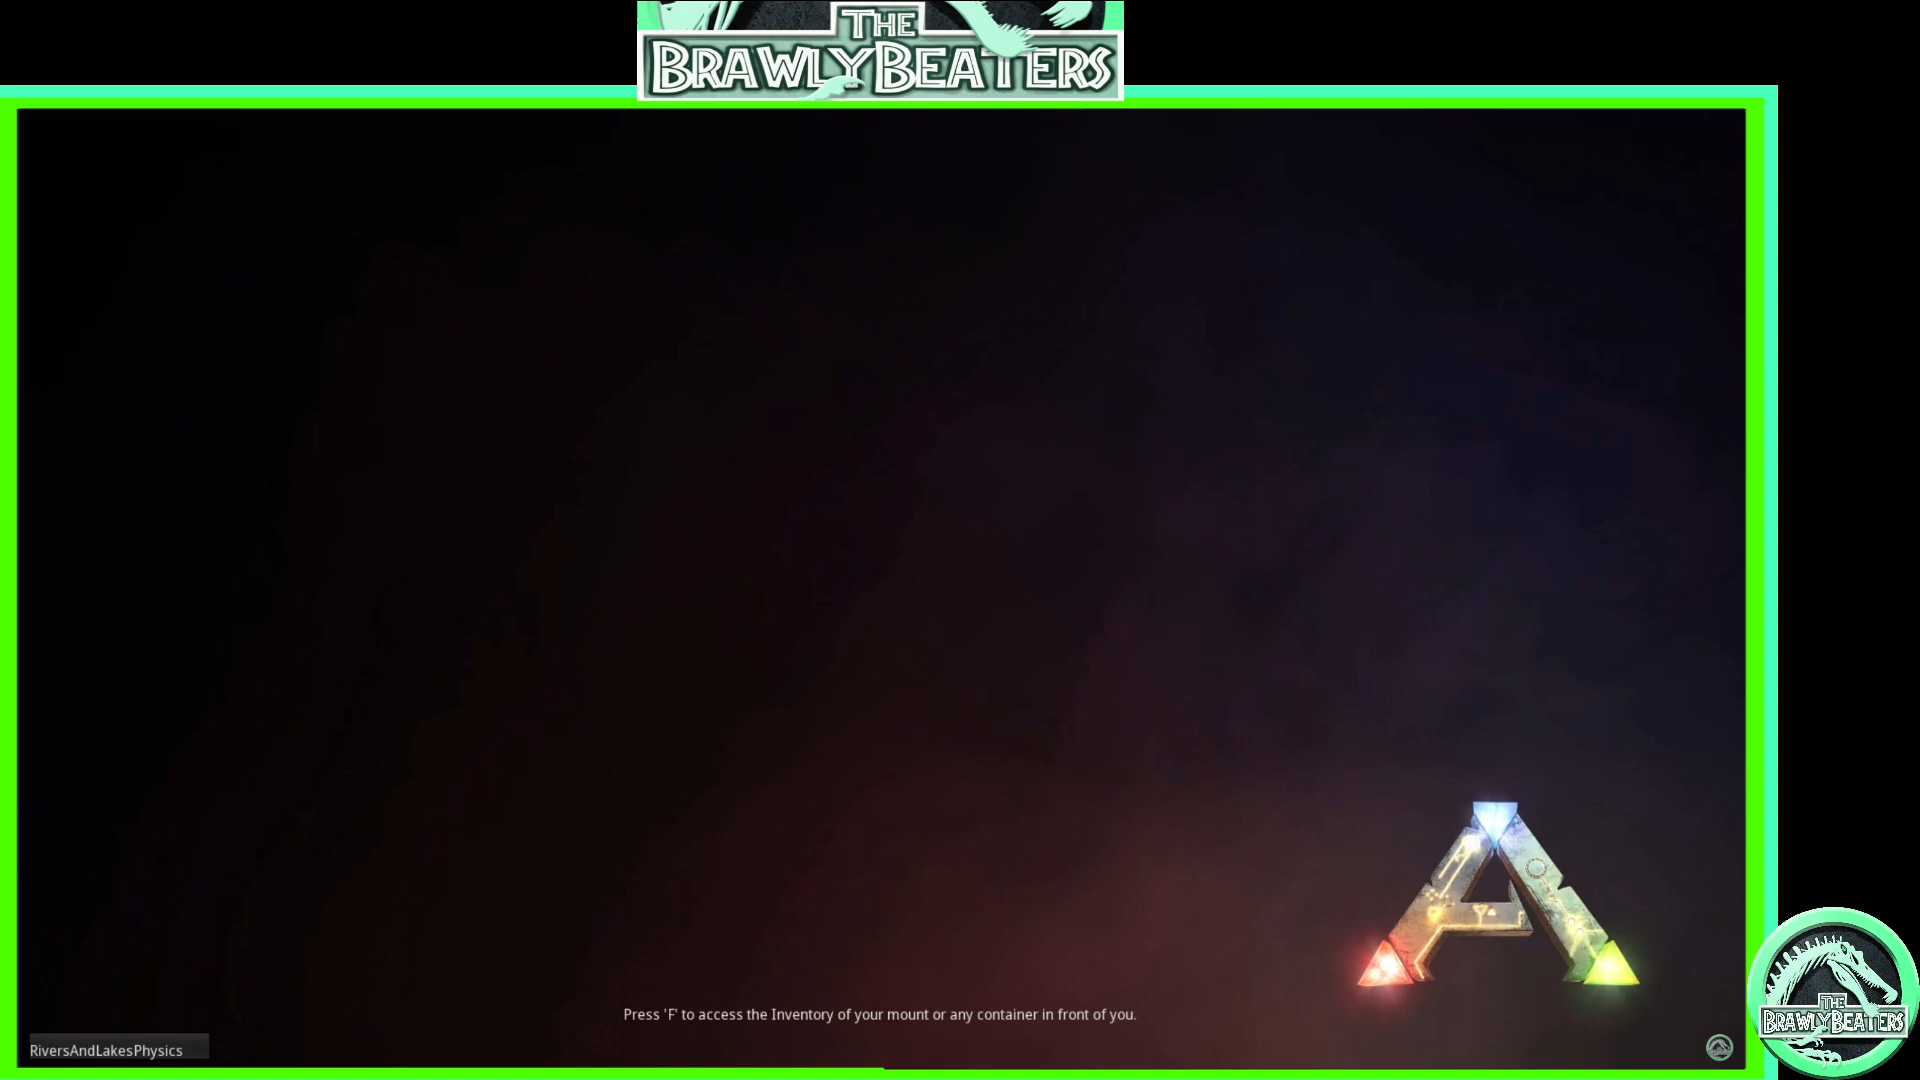 THE
BRAWLYBEATERS
Press 'F' to access the Inventory of your mount or any container in front of you.
THE
BRAWLYBEATERS
RiversAndLakesPhysics